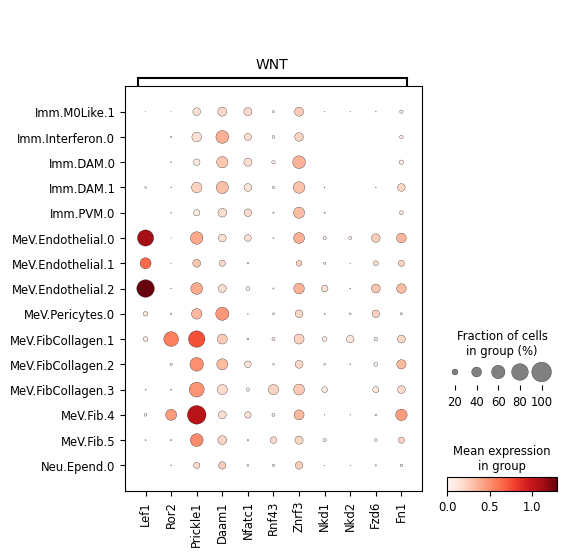 WNT
Imm.M0Like.1
Imm.Interferon.0
Imm.DAM.0
Imm.DAM.1
Imm.PVM.0
MeV.Endothelial.0
MeV.Endothelial.1
MeV.Endothelial.2
MeV.Pericytes.0
MeV.FibCollagen.1
MeV.FibCollagen.2
MeV.FibCollagen.3
MeV.Fib.4
MeV.Fib.5
Neu.Epend.0
Lef1
Ror2
Prickle1
Daam1
Nfatc1
Rnf43
Znrf3
Nkd1
Nkd2
Fzd6
Fn1
Fraction of cells
in group (%)
20 40 60 80 100
Mean expression
in group
0.0 0.5 1.0